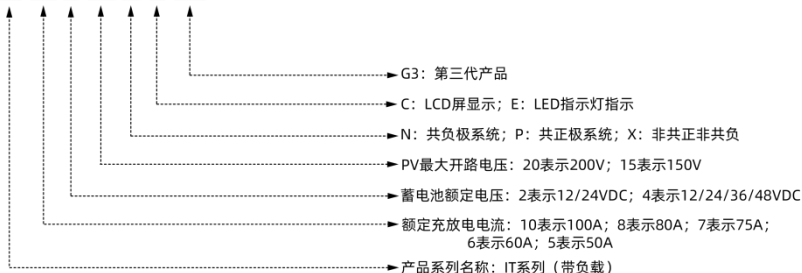 G3：第三代产品
C：LCD屏显示；E：LED指示灯指示
N：共负极系统；P：共正极系统；X：非共正非共负
PV最大开路电压：20表示200V；15表示150V
蓄电池额定电压：2表示12/24VDC；4表示12/24/36/48VDC
额定充放电电流：10表示100A；8表示80A；7表示75A；
6表示60A；5表示50A
产品系列名称：IT系列（带负载）